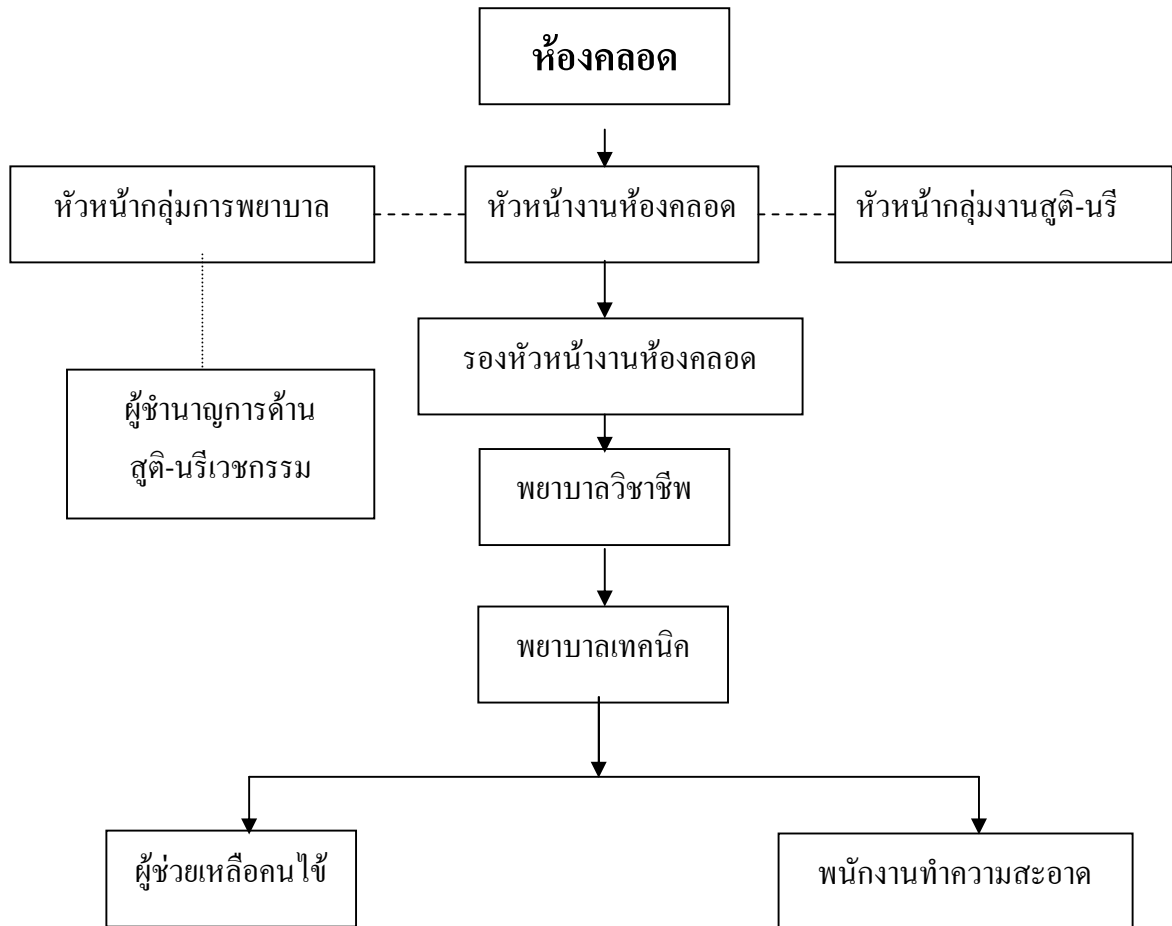 ห้องคลอด
หัวหน้ากลุ่มการพยาบาล
หัวหน้างานห้องคลอด
หัวหน้ากลุ่มงานสูติ-นรี
รองหัวหน้างานห้องคลอด
ผู้ชำนาญการด้าน
สูติ-นรีเวชกรรม
พยาบาลวิชาชีพ
พยาบาลเทคนิค
ผู้ช่วยเหลือคนไข้
พนักงานทำความสะอาด